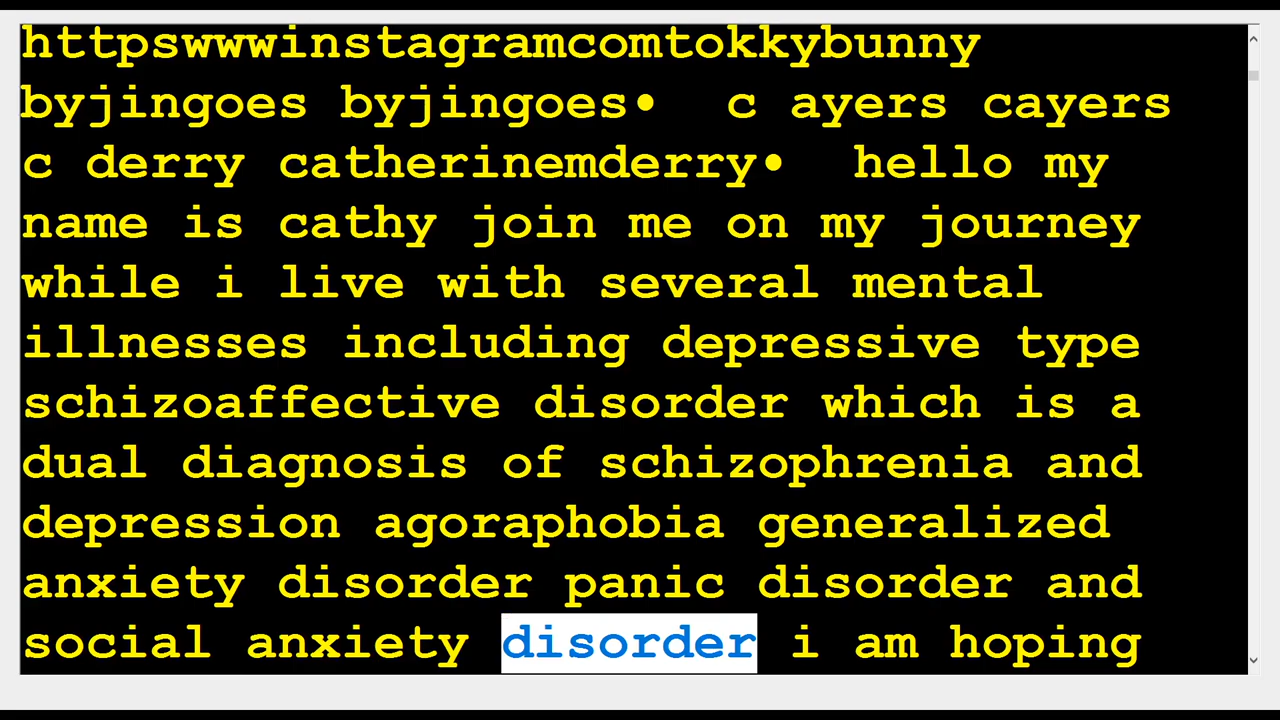 httpswwwinstagramcomtokkybunny
byjingoes byjingoes•  c ayers cayers
c derry catherinemderry•  hello my
name is cathy join me on my journey
while i live with several mental
illnesses including depressive type
schizoaffective disorder which is a
dual diagnosis of schizophrenia and
depression agoraphobia generalized
anxiety disorder panic disorder and
social anxiety disorder i am hoping